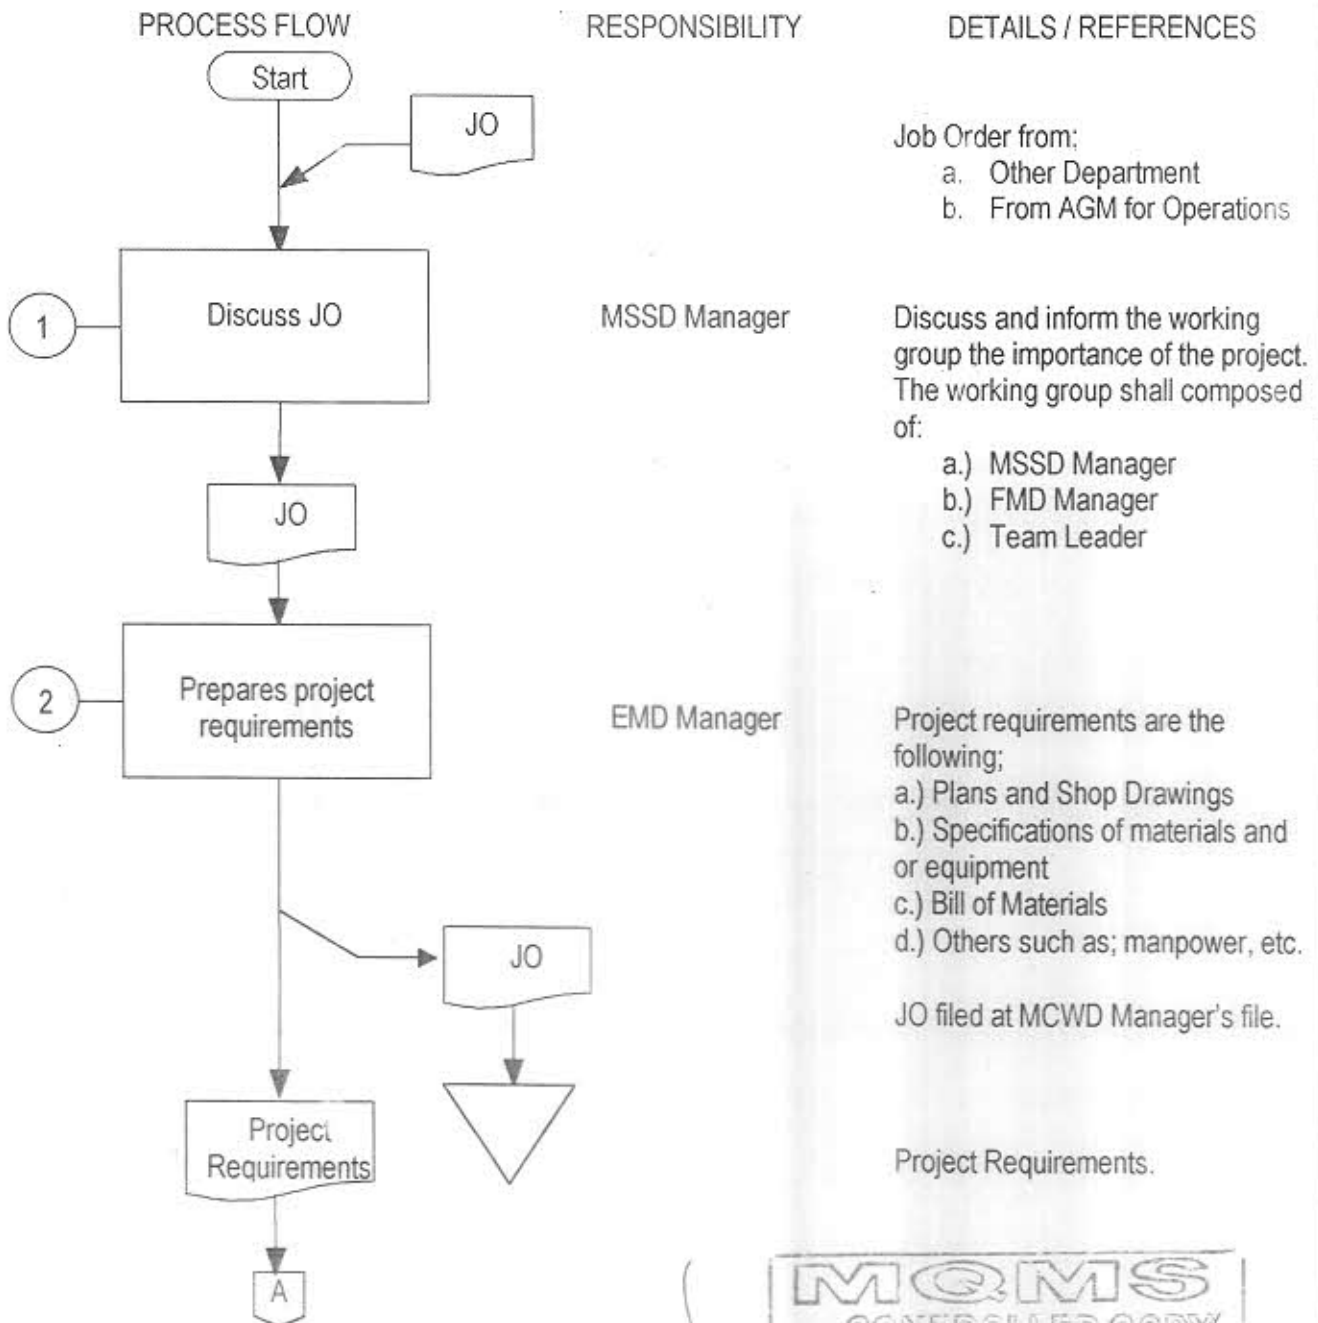 PROCESS FLOW RESPONSIBILITY DETAILS / REFERENCES
Start
JO
Job Order from;
a. Other Department
b. From AGM for Operations
1
Discuss JO
MSSD Manager
Discuss and inform the working
group the importance of the project.
The working group shall composed
of:
a.) MSSD Manager
b.) FMD Manager
c.) Team Leader
JO
2
Prepares project
requirements
EMD Manager
Project requirements are the
following;
a.) Plans and Shop Drawings
b.) Specifications of materials and
or equipment
c.) Bill of Materials
d.) Others such as; manpower, etc.
JO
JO filed at MCWD Manager's file.
Project
Requirements
Project Requirements.
A
MQMS
CONTROLLED COPY